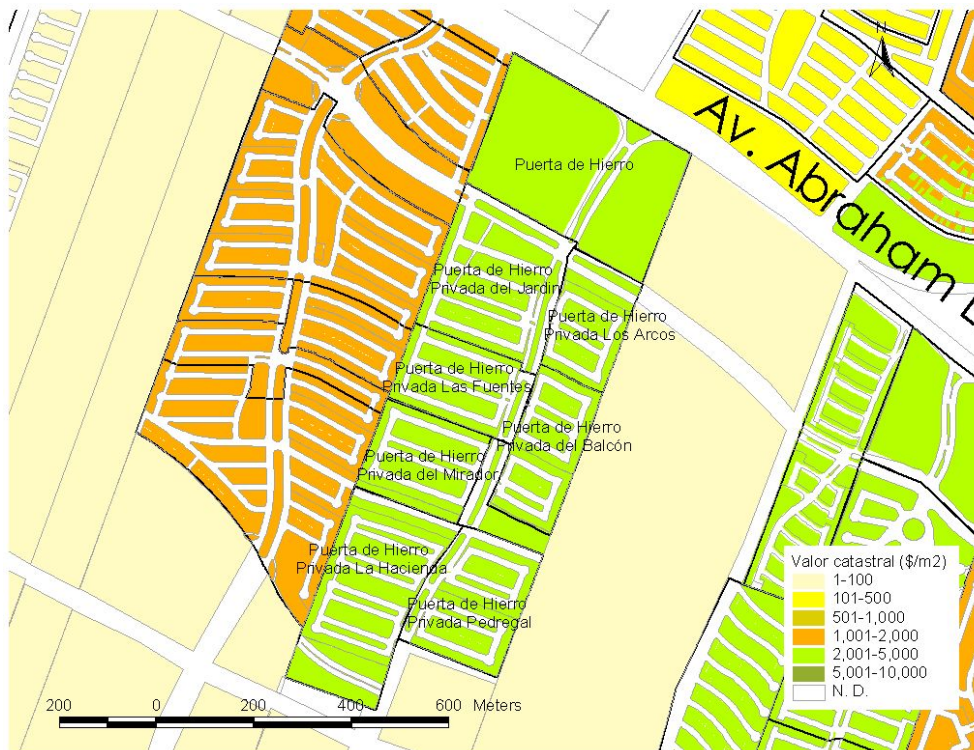 N
Av. Abraham L
Puerta de Hierro
Puerta de Hierro
Privada del Jardin
Puerta de Hierro
Privada Los Arcos
Puerta de Hierro
Privada Las Fuentes
Puerta de Hierro
Privada del Balcón
Puerta de Hierro
Privada del Mirador
Puerta de Hierro
Privada La Hacienda
Puerta de Hierro
Privada Pedregal
Valor catastral ($/m2)
1-100
101-500
501-1,000
1,001-2,000
2,001-5,000
5,001-10,000
N. D.
200 0 200 400 600 Meters